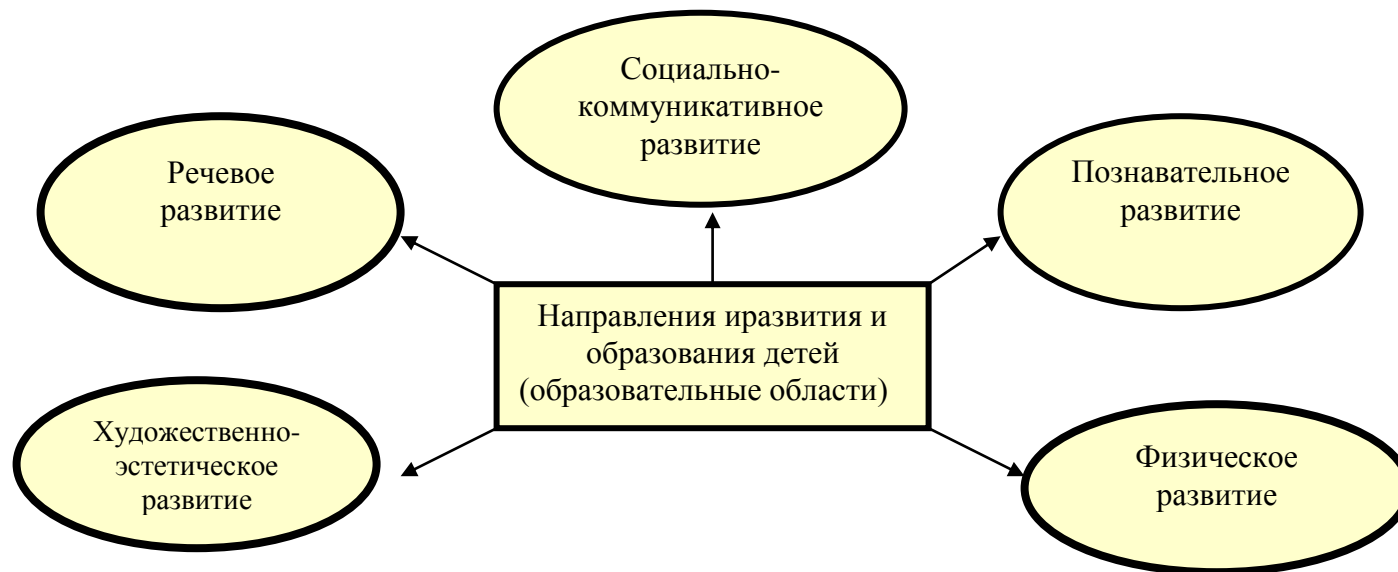 Социально-
коммуникативное
развитие
Речевое
развитие
Познавательное
развитие
Направления иразвития и
образования детей
(образовательные области)
Художественно-
эстетическое
развитие
Физическое
развитие